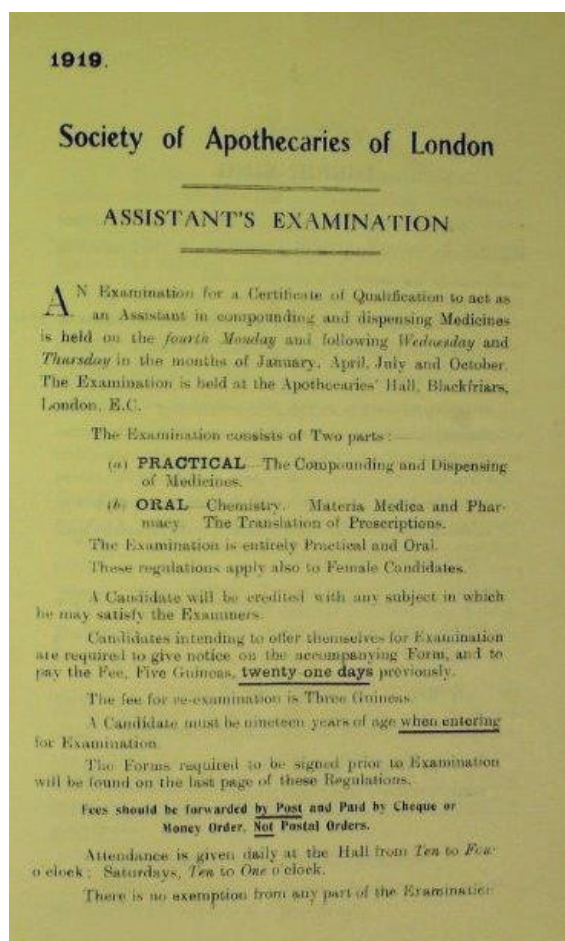 1919.
Society of Apothecaries of London
ASSISTANT'S EXAMINATION
AN Examination for a Certificate of Qualification to act as
an Assistant in compounding and dispensing Medicines
is held on the fourth Monday and following Wednesday and
Thursday in the months of January, April, July and October.
The Examination is held at the Apothecaries' Hall, Blackfriars,
London, E.C.
The Examination consists of Two parts:—
(a) PRACTICAL—The Compounding and Dispensing
of Medicines.
(b) ORAL—Chemistry. Materia Medica and Phar-
macy. The Translation of Prescriptions.
The Examination is entirely Practical and Oral.
These regulations apply also to Female Candidates.
A Candidate will be credited with any subject in which
he may satisfy the Examiners.
Candidates intending to offer themselves for Examination
are required to give notice on the accompanying Form, and to
pay the Fee, Five Guineas, twenty one days previously.
The fee for re-examination is Three Guineas.
A Candidate must be nineteen years of age when entering
for Examination.
The Forms required to be signed prior to Examination
will be found on the last page of these Regulations.
Fees should be forwarded by Post and Paid by Cheque or
Money Order, Not Postal Orders.
Attendance is given daily at the Hall from Ten to Four
o'clock; Saturdays, Ten to One o'clock.
There is no exemption from any part of the Examination